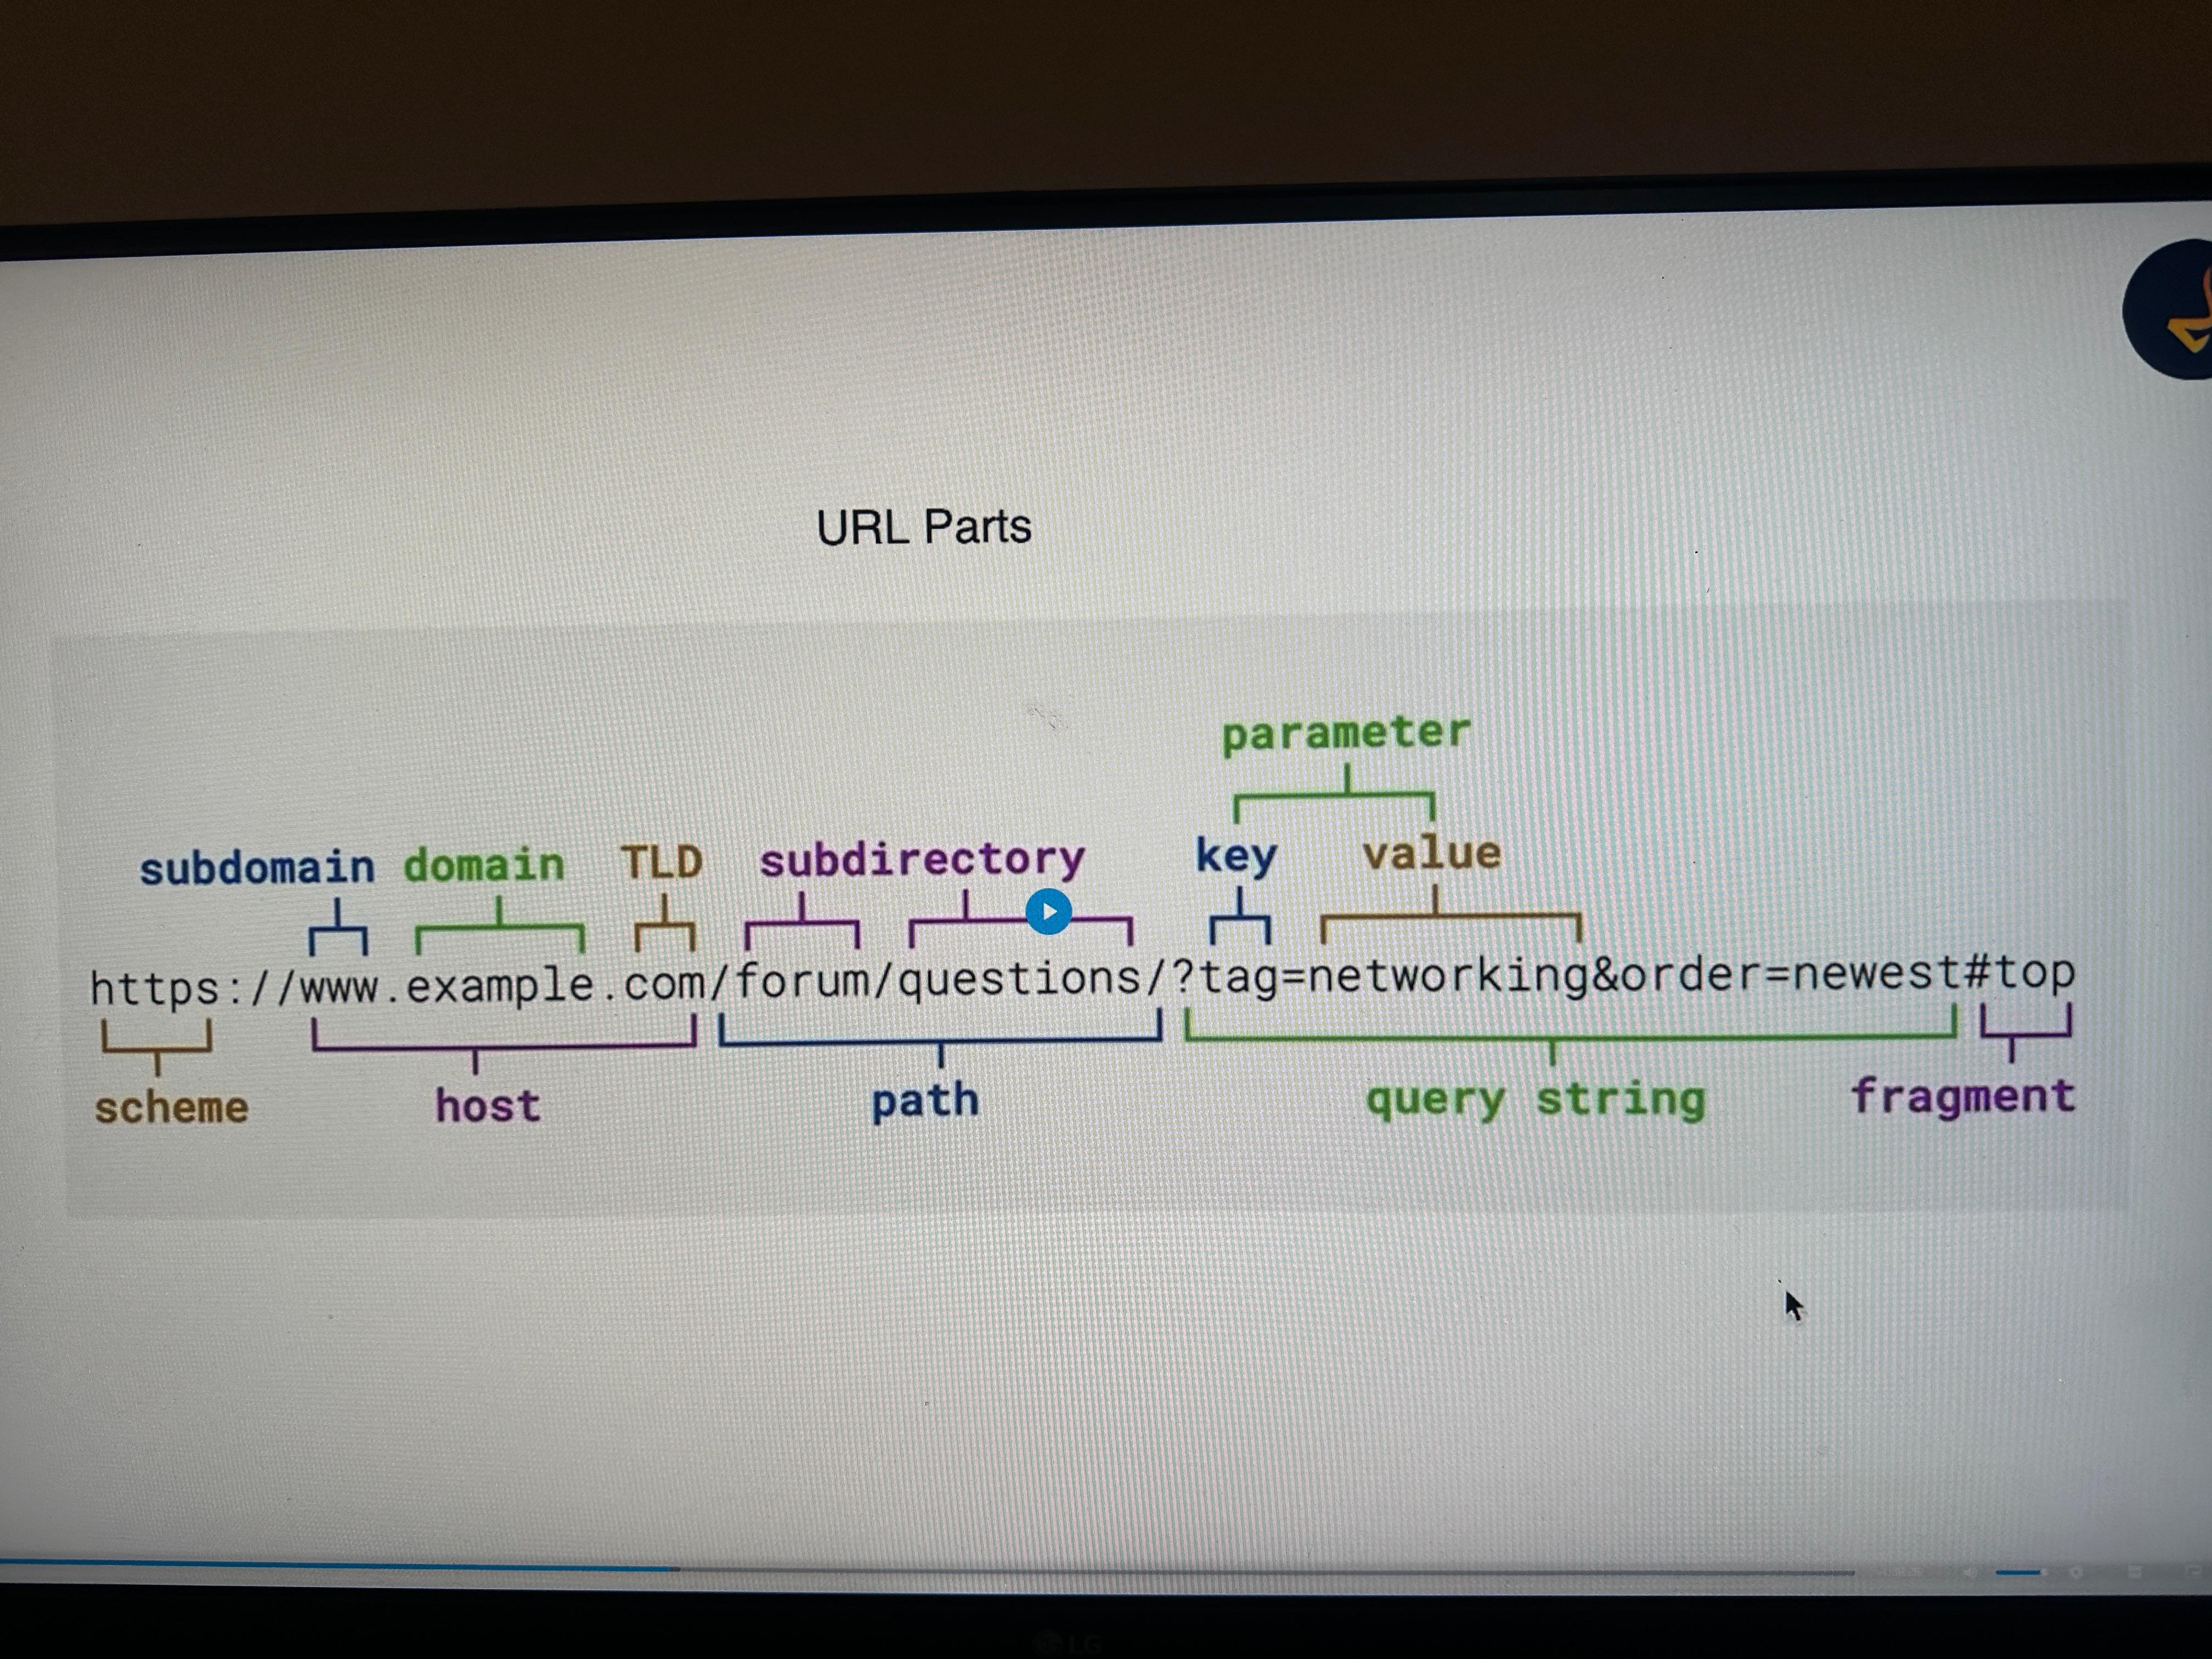 URL Parts
parameter
subdomain domain TLD subdirectory key value
https://www.example.com/forum/questions/?tag=networking&order=newest#top
scheme host path query string fragment
LG